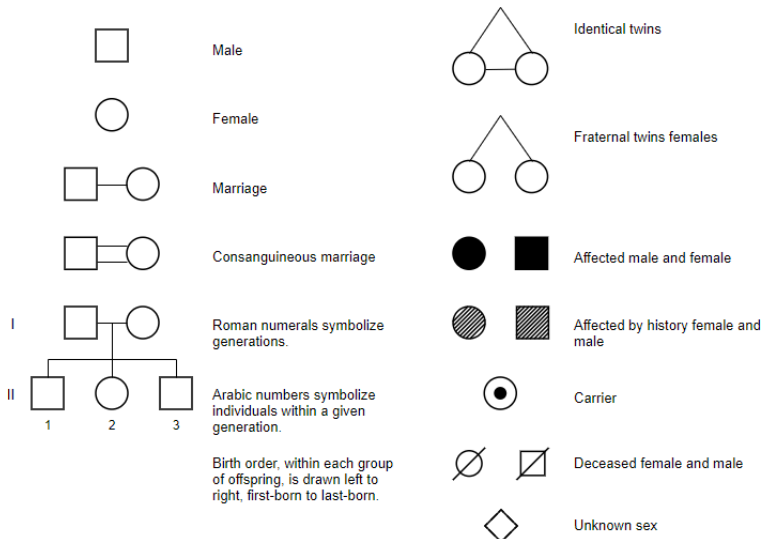 Male
Female
Marriage
Consanguineous marriage
I
Roman numerals symbolize
generations.
II
1
2
3
Arabic numbers symbolize
individuals within a given
generation.
Birth order, within each group
of offspring, is drawn left to
right, first-born to last-born.
Identical twins
Fraternal twins females
Affected male and female
Affected by history female and
male
Carrier
Deceased female and male
Unknown sex